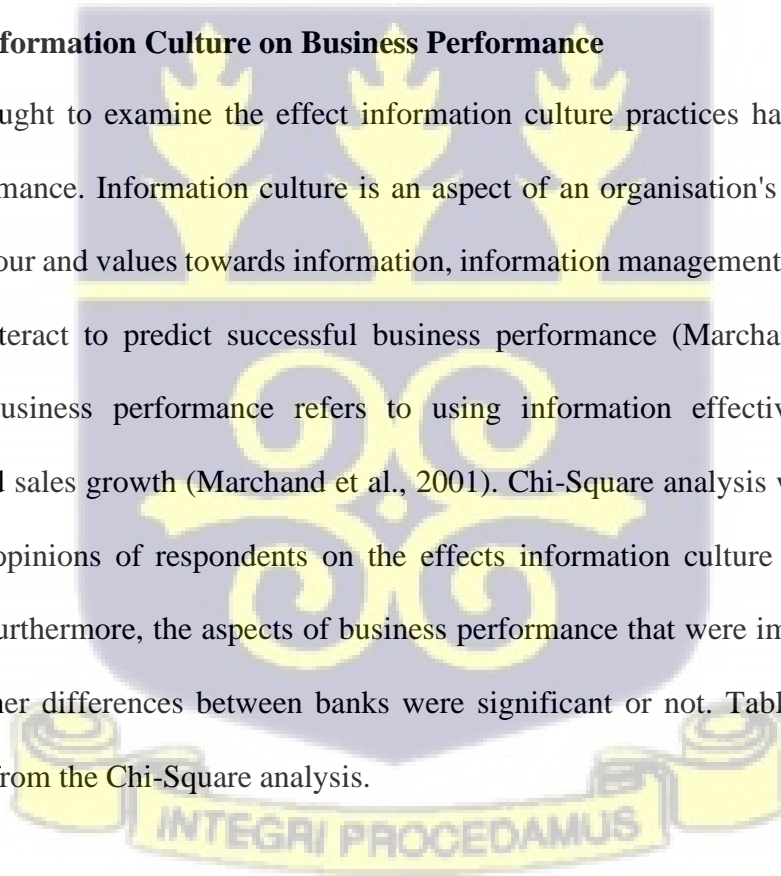 formation Culture on Business Performance
ught to examine the effect information culture practices ha
mance. Information culture is an aspect of an organisation's
our and values towards information, information management
teract to predict successful business performance (Marcha
usiness performance refers to using information effectiv
d sales growth (Marchand et al., 2001). Chi-Square analysis w
opinions of respondents on the effects information culture
urthermore, the aspects of business performance that were im
her differences between banks were significant or not. Tabl
from the Chi-Square analysis.
INTEGRI PROCEDAMUS